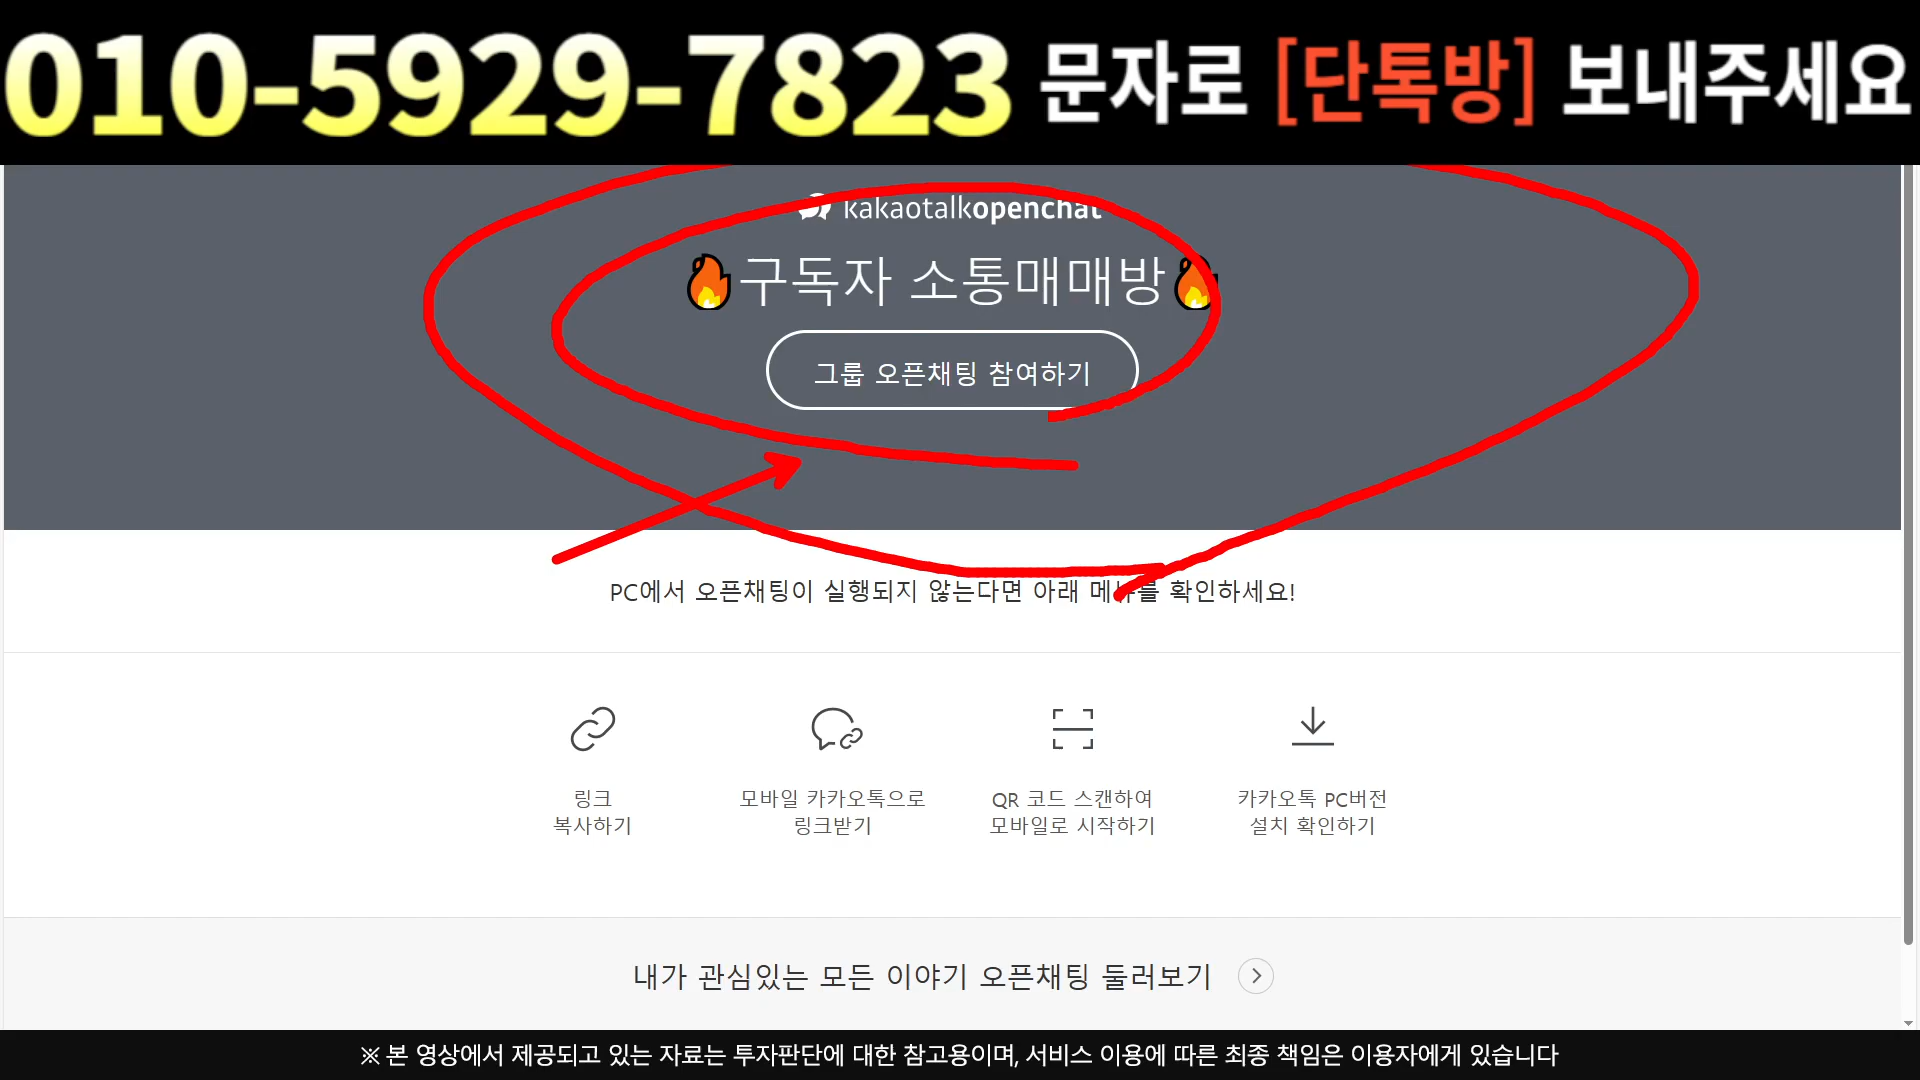 010-5929-7823 문자로 [단톡방] 보내주세요
kakaotalkopenchat
🔥구독자 소통매매방🔥
그룹 오픈채팅 참여하기
PC에서 오픈채팅이 실행되지 않는다면 아래 메뉴를 확인하세요!
링크
복사하기
모바일 카카오톡으로
링크받기
QR 코드 스캔하여
모바일로 시작하기
카카오톡 PC버전
설치 확인하기
내가 관심있는 모든 이야기 오픈채팅 둘러보기
※ 본 영상에서 제공되고 있는 자료는 투자판단에 대한 참고용이며, 서비스 이용에 따른 최종 책임은 이용자에게 있습니다